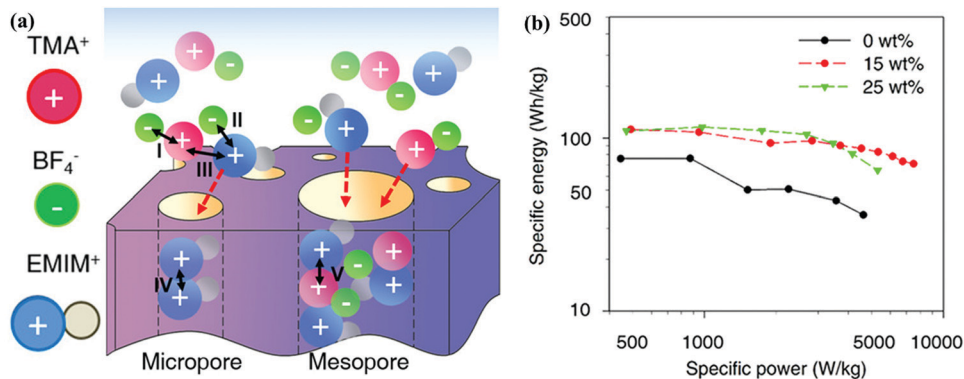 (a)
TMA+
+
BF4-
-
EMIM+
+
+
+
-
-
-
I
II
III
+
+
+
-
+
-
+
+
-
+
-
IV
+
+
V
+
+
+
+
+
-
-
Micropore
Mesopore
(b)
500
100
50
10
Specific energy (Wh/kg)
0 wt%
15 wt%
25 wt%
500
1000
5000
10000
Specific power (W/kg)